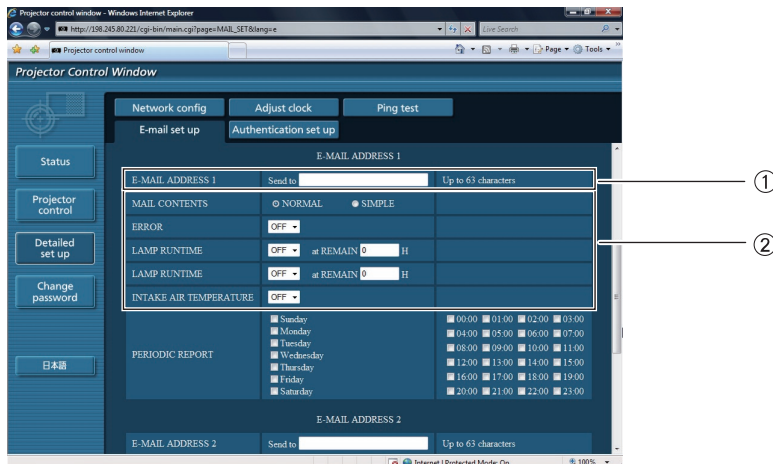 Projector control window - Windows Internet Explorer
http://198.245.80.221/cgi-bin/main.cgi?page=MAIL_SET&lang=e
Live Search
Projector control window
Page
Tools
Projector Control Window
Network config
Adjust clock
Ping test
E-mail set up
Authentication set up
Status
Projector control
Detailed set up
Change password
日本語
E-MAIL ADDRESS 1
E-MAIL ADDRESS 1 Send to Up to 63 characters
①
MAIL CONTENTS NORMAL SIMPLE
ERROR OFF
②
LAMP RUNTIME OFF at REMAIN 0 H
LAMP RUNTIME OFF at REMAIN 0 H
INTAKE AIR TEMPERATURE OFF
PERIODIC REPORT
Sunday
Monday
Tuesday
Wednesday
Thursday
Friday
Saturday
00:00 01:00 02:00 03:00
04:00 05:00 06:00 07:00
08:00 09:00 10:00 11:00
12:00 13:00 14:00 15:00
16:00 17:00 18:00 19:00
20:00 21:00 22:00 23:00
E-MAIL ADDRESS 2
E-MAIL ADDRESS 2 Send to Up to 63 characters
Internet | Protected Mode: On 100%